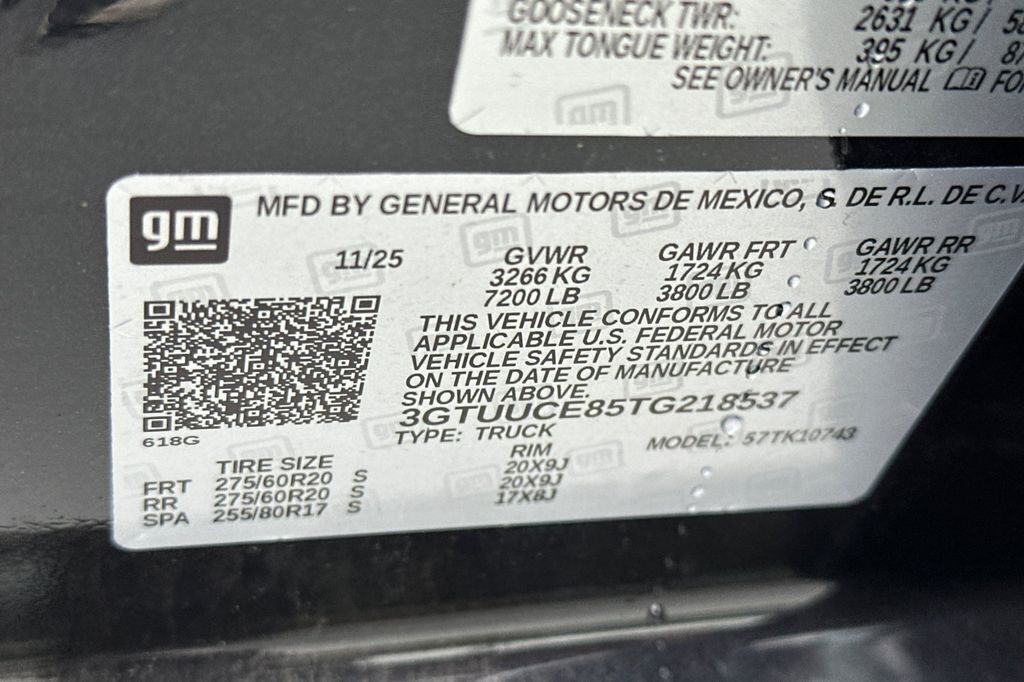 GOOSENECK TWR: 2631 KG/
MAX TONGUE WEIGHT: 395 KG/
SEE OWNER'S MANUAL
gm
MFD BY GENERAL MOTORS DE MEXICO, S. DE R.L. DE C.V.
11/25 GVWR GAWR FRT GAWR RR
3266 KG 1724 KG 1724 KG
7200 LB 3800 LB 3800 LB
THIS VEHICLE CONFORMS TO ALL
APPLICABLE U.S. FEDERAL MOTOR
VEHICLE SAFETY STANDARDS IN EFFECT
ON THE DATE OF MANUFACTURE
SHOWN ABOVE.
3GTUUCE85TG218537
618G
TYPE: TRUCK MODEL: 57TK10743
TIRE SIZE RIM
FRT 275/60R20 S 20X9J
RR 275/60R20 S 20X9J
SPA 255/80R17 S 17X8J